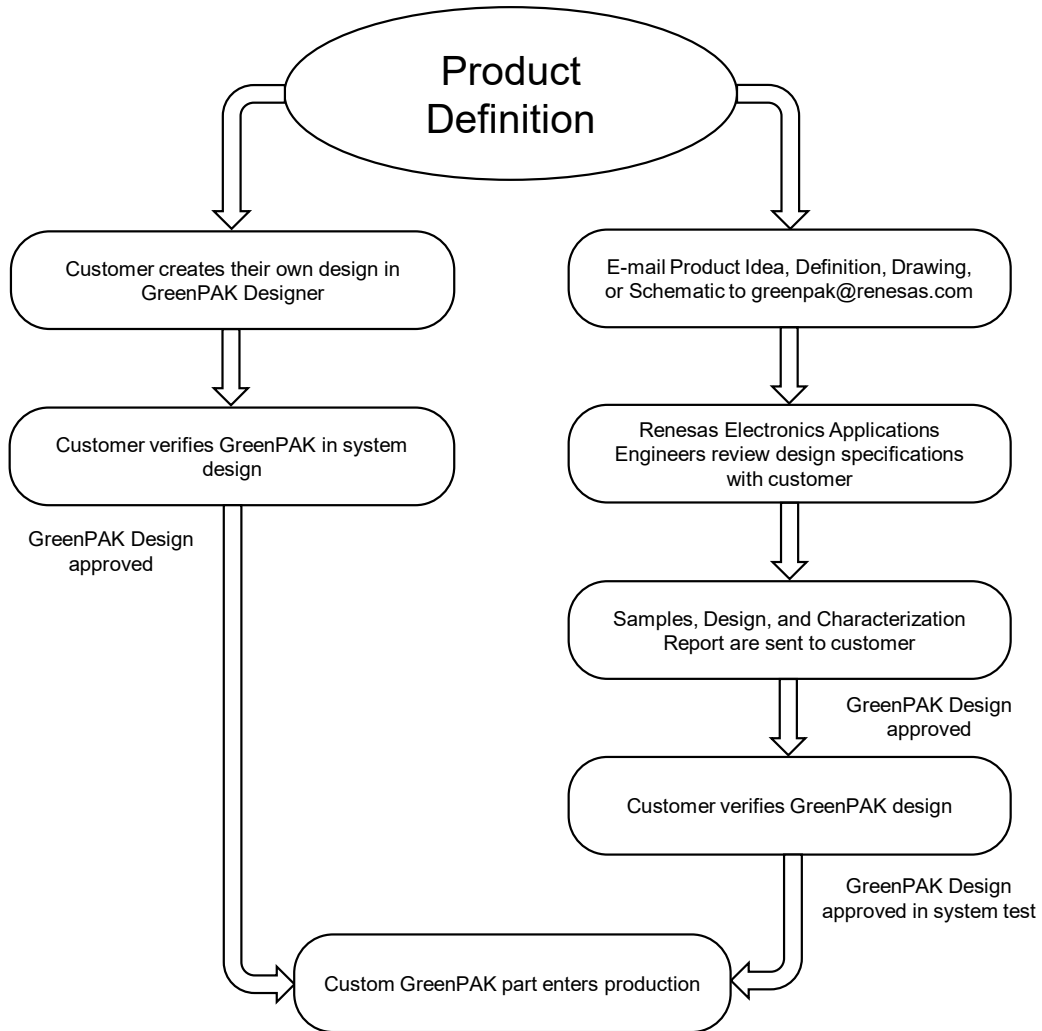 Product
Definition
Customer creates their own design in
GreenPAK Designer
Customer verifies GreenPAK in system
design
GreenPAK Design
approved
E-mail Product Idea, Definition, Drawing,
or Schematic to greenpak@renesas.com
Renesas Electronics Applications
Engineers review design specifications
with customer
Samples, Design, and Characterization
Report are sent to customer
GreenPAK Design
approved
Customer verifies GreenPAK design
GreenPAK Design
approved in system test
Custom GreenPAK part enters production